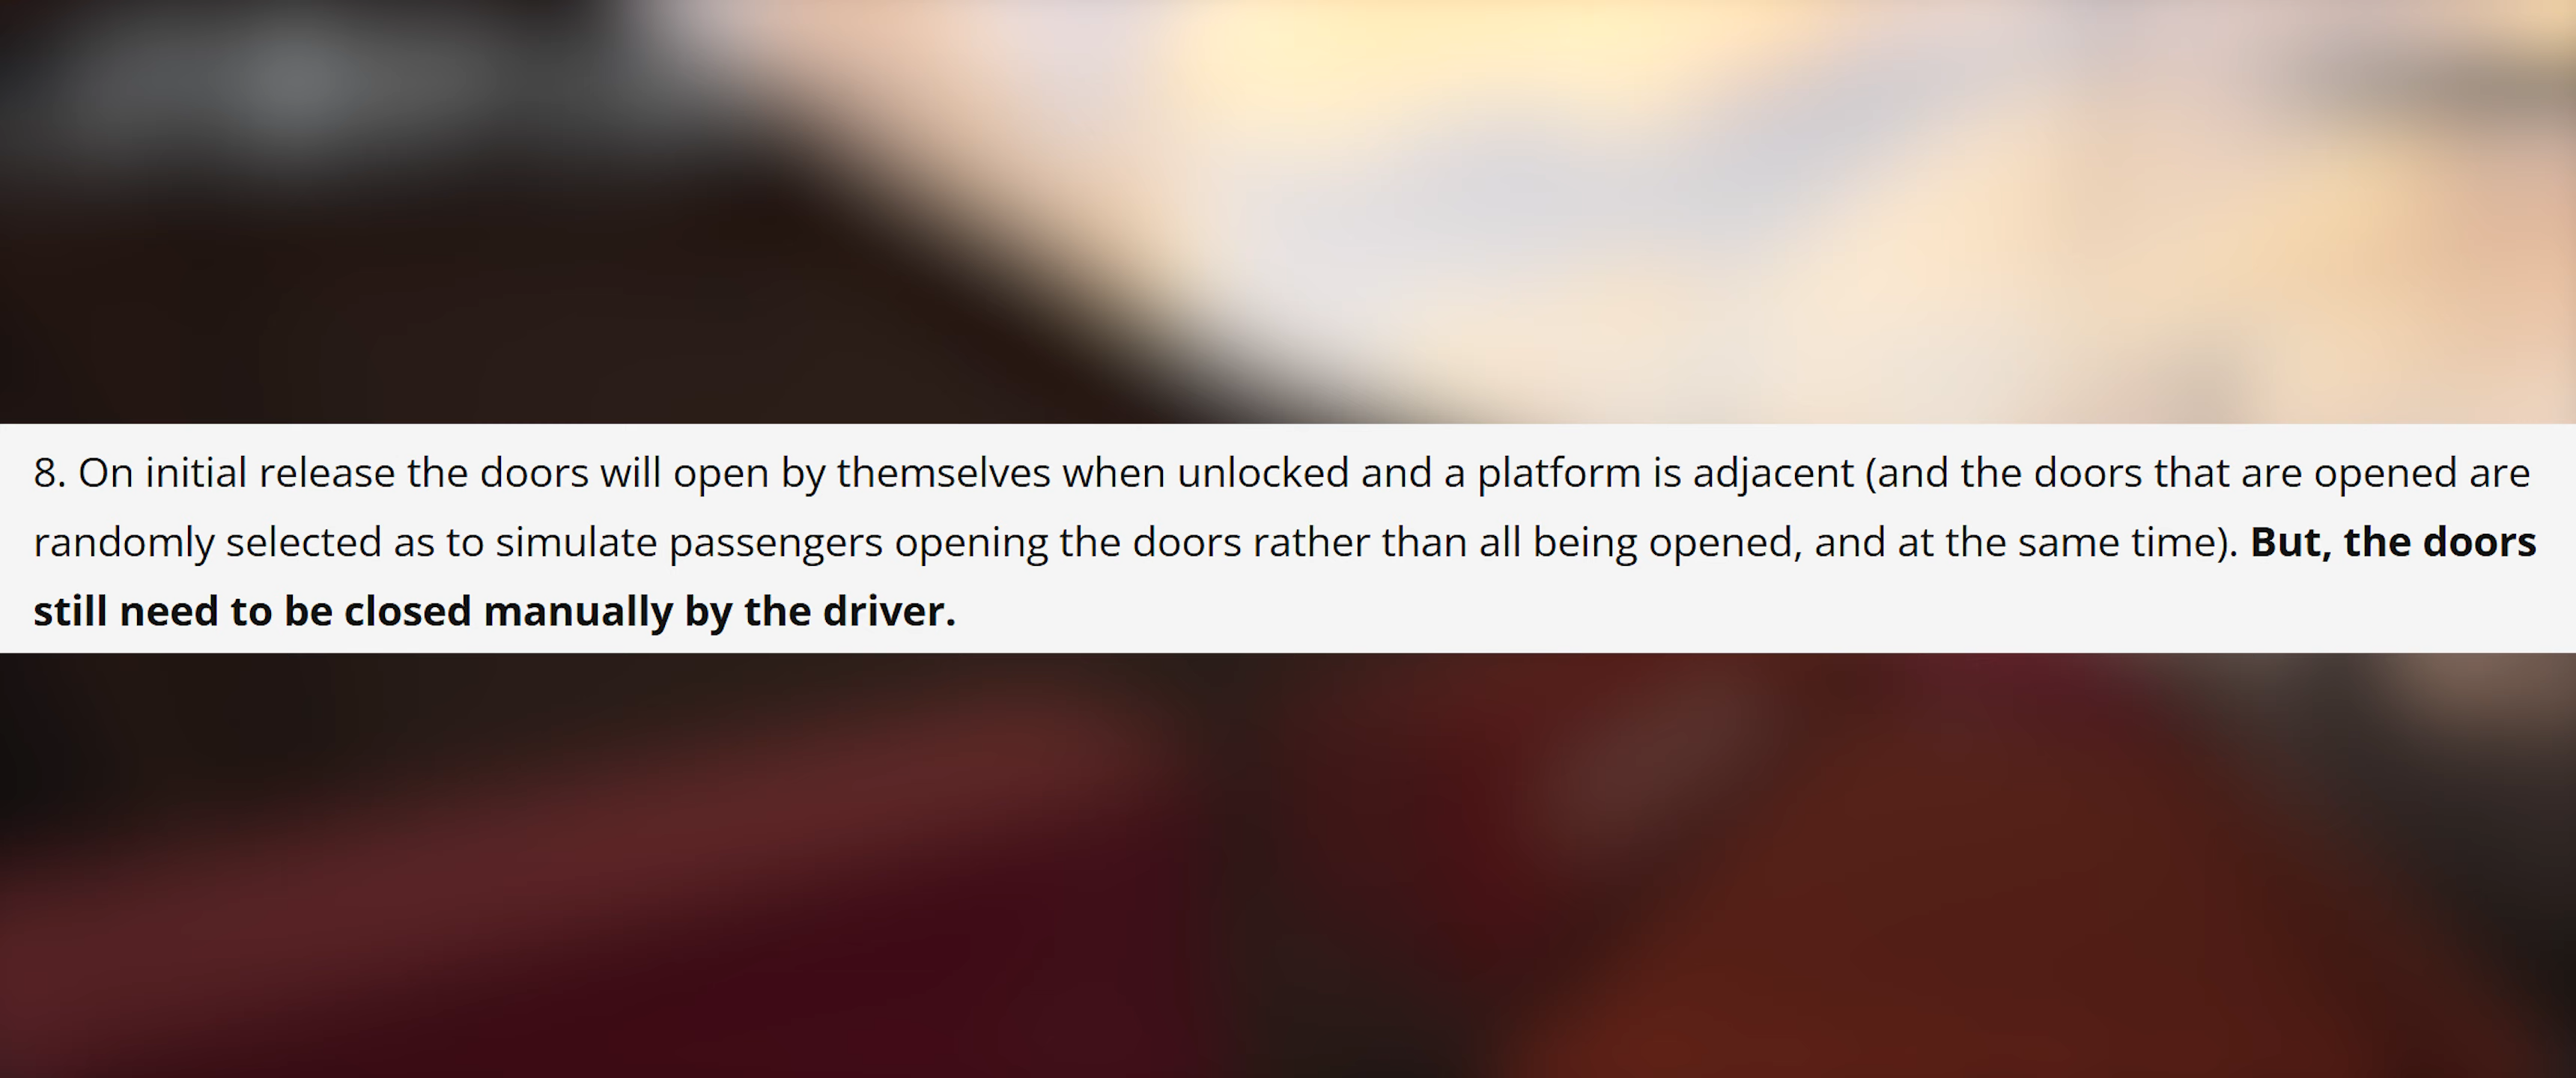 8. On initial release the doors will open by themselves when unlocked and a platform is adjacent (and the doors that are opened are
randomly selected as to simulate passengers opening the doors rather than all being opened, and at the same time). But, the doors
still need to be closed manually by the driver.